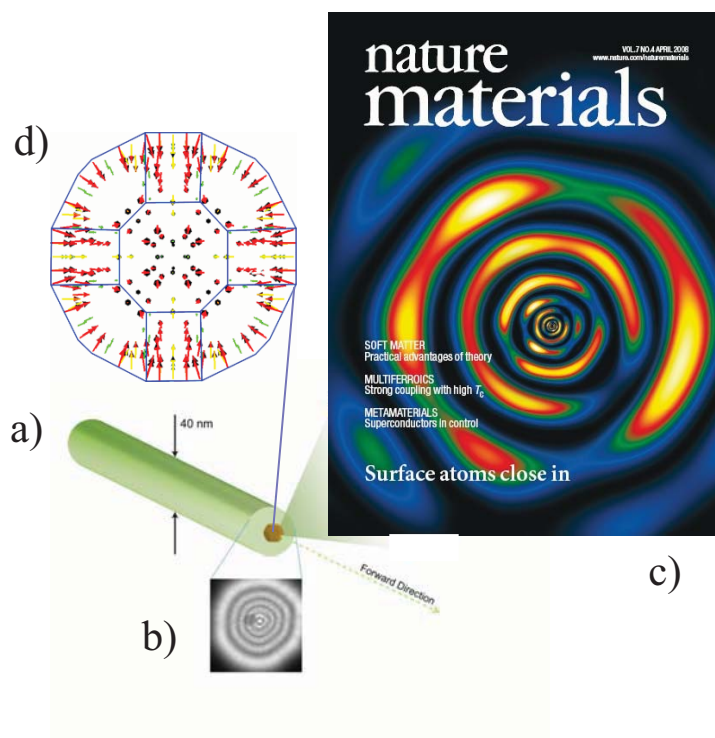 nature
materials
VOL.7 NO.4 APRIL 2008
www.nature.com/naturematerials
d)
SOFT MATTER
Practical advantages of theory
MULTIFERROICS
Strong coupling with high Tc
METAMATERIALS
Superconductors in control
Surface atoms close in
a)
40 nm
Forward Direction
c)
b)